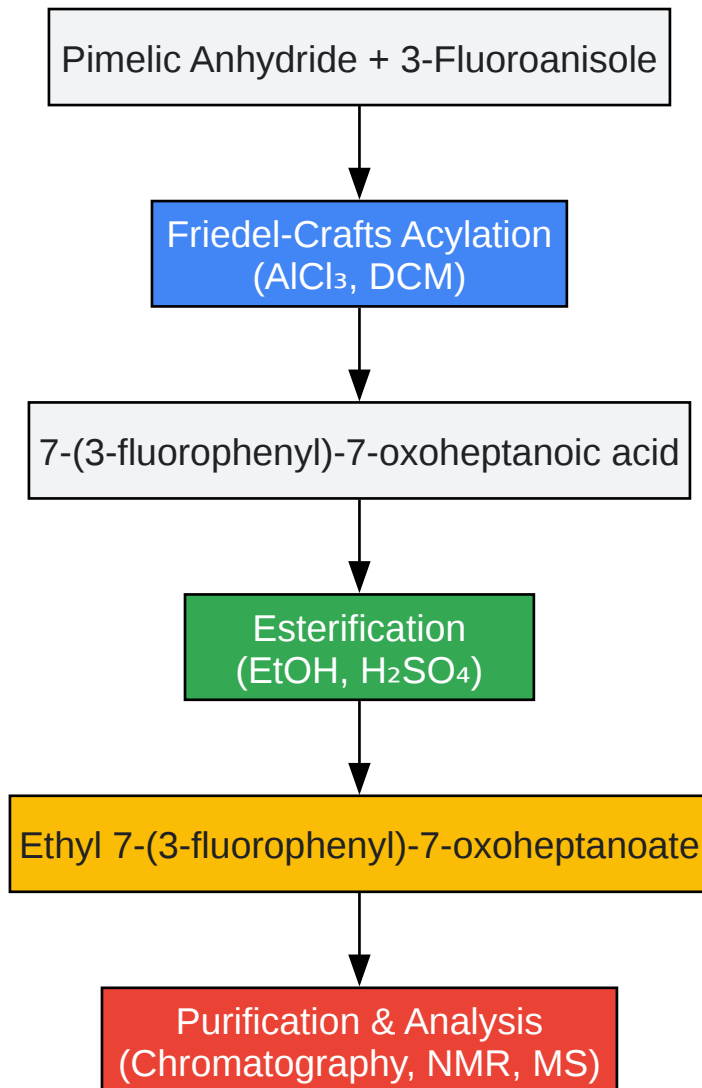 Pimelic Anhydride + 3-Fluoroanisole
Friedel-Crafts Acylation
(AlCl₃, DCM)
7-(3-fluorophenyl)-7-oxoheptanoic acid
Esterification
(EtOH, H₂SO₄)
Ethyl 7-(3-fluorophenyl)-7-oxoheptanoate
Purification & Analysis
(Chromatography, NMR, MS)